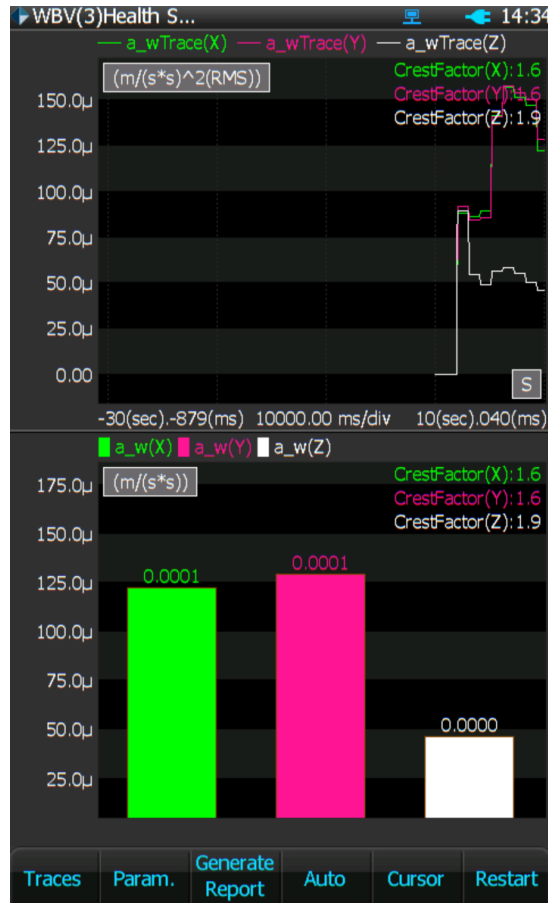 WBV(3)Health S... 14:34
a_wTrace(X) a_wTrace(Y) a_wTrace(Z)
(m/(s*s)^2(RMS))
CrestFactor(X):1.6
CrestFactor(Y):1.6
CrestFactor(Z):1.9
150.0μ
125.0μ
100.0μ
75.0μ
50.0μ
25.0μ
0.00
S
-30(sec).-879(ms) 10000.00 ms/div 10(sec).040(ms)
a_w(X) a_w(Y) a_w(Z)
(m/(s*s))
CrestFactor(X):1.6
CrestFactor(Y):1.6
CrestFactor(Z):1.9
175.0μ
150.0μ
125.0μ
100.0μ
75.0μ
50.0μ
25.0μ
0.0001
0.0001
0.0000
Traces Param. Generate Report Auto Cursor Restart